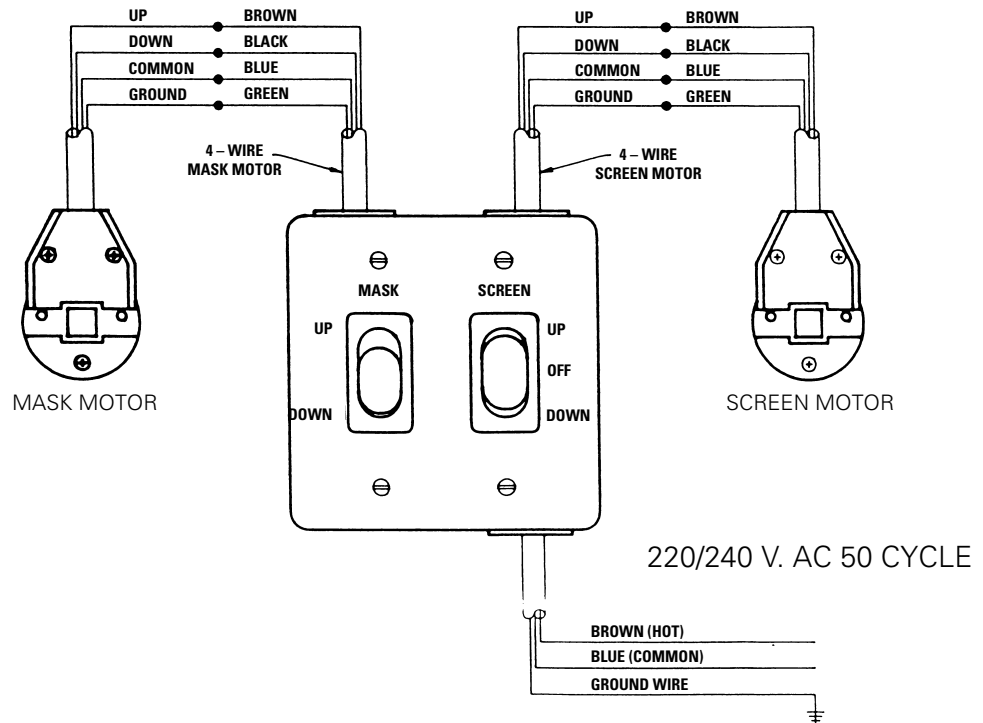 UP BROWN
DOWN BLACK
COMMON BLUE
GROUND GREEN
UP BROWN
DOWN BLACK
COMMON BLUE
GROUND GREEN
4 – WIRE
MASK MOTOR
4 – WIRE
SCREEN MOTOR
MASK MOTOR
MASK
UP
DOWN
SCREEN
UP
OFF
DOWN
SCREEN MOTOR
220/240 V. AC 50 CYCLE
BROWN (HOT)
BLUE (COMMON)
GROUND WIRE